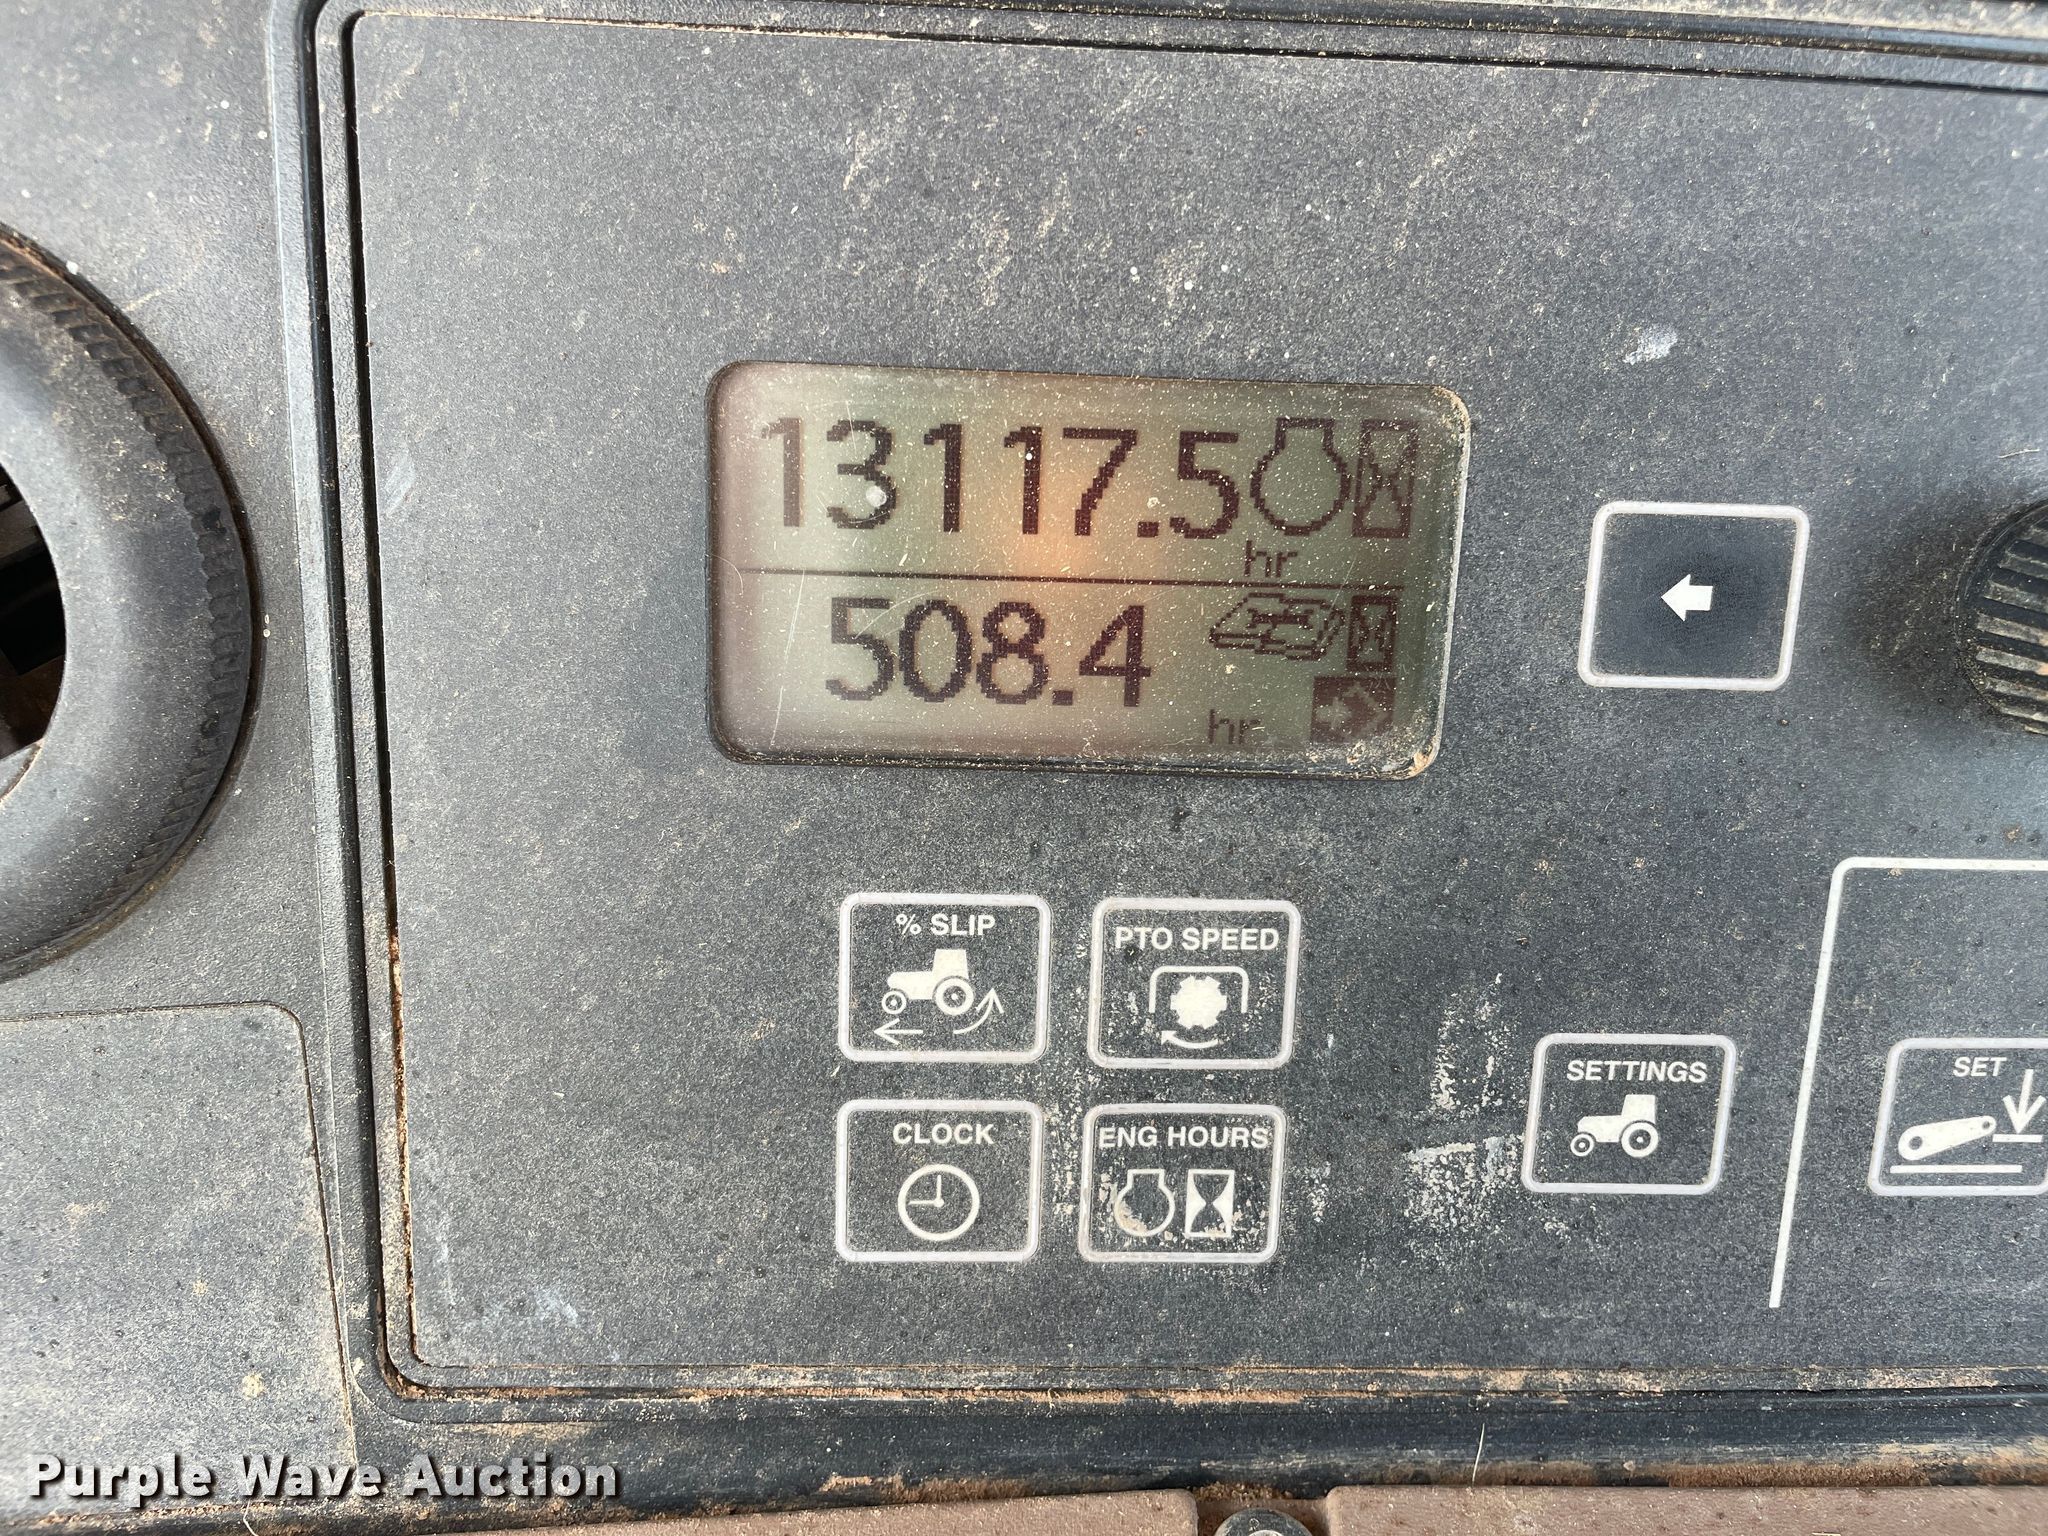 13117.5
hr
508.4
hr
% SLIP
PTO SPEED
CLOCK
ENG HOURS
SETTINGS
SET
Purple Wave Auction